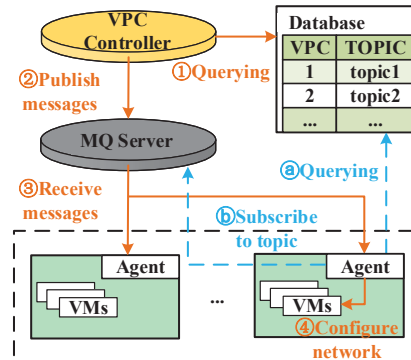 VPC
Controller
Database
VPC TOPIC
1 topic1
2 topic2
... ...
①Querying
②Publish
messages
MQ Server
ⓐQuerying
③Receive
messages
ⓑSubscribe
to topic
Agent
VMs
...
Agent
VMs
④Configure
network